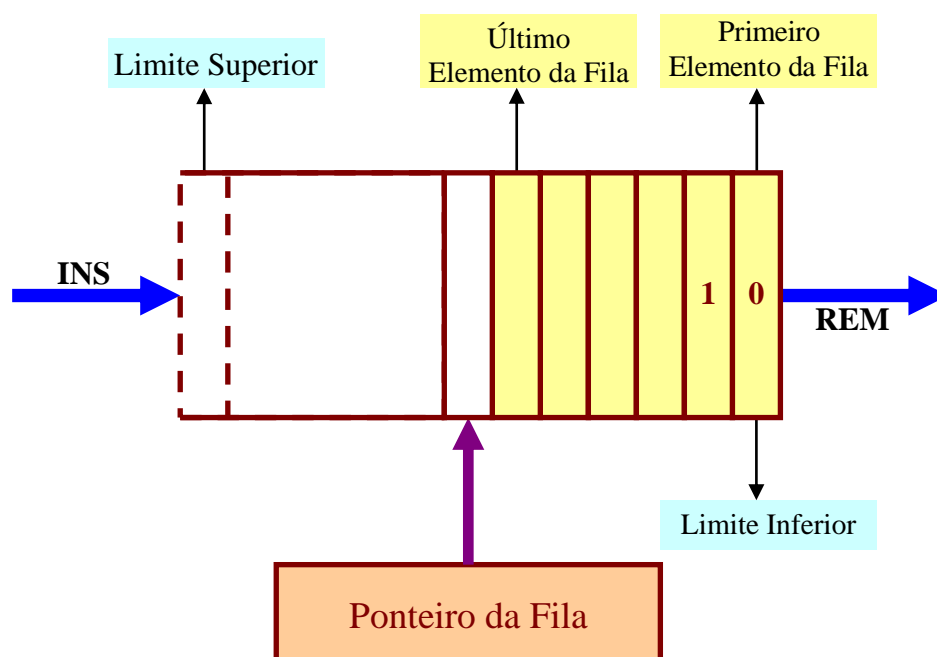 Limite Superior
Último
Elemento da Fila
Primeiro
Elemento da Fila
INS
1
0
REM
Limite Inferior
Ponteiro da Fila